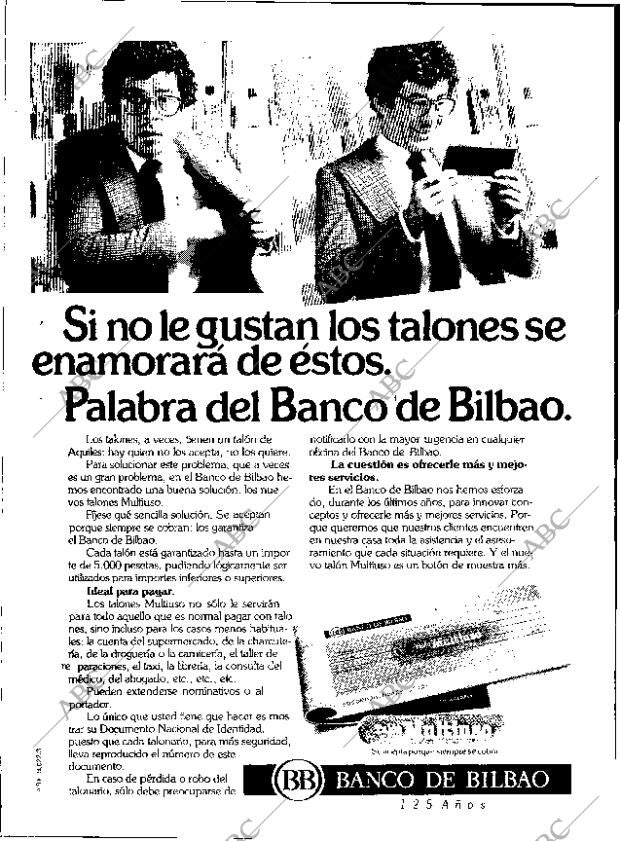 Si no le gustan los talones se
enamorará de éstos.
Palabra del Banco de Bilbao.
Los talones, a veces, tienen un talón de
Aquiles: hay quien no los acepta, no los quiere.
Para solucionar este problema, que a veces
es un gran problema, en el Banco de Bilbao he-
mos encontrado una buena solución: los nue-
vos talones Multiuso.
Fíjese qué sencilla solución. Se aceptan
porque siempre se cobran: los garantiza
el Banco de Bilbao.
Cada talón está garantizado hasta un impor-
te de 5.000 pesetas, pudiendo lógicamente ser
utilizados para importes inferiores o superiores.
Ideal para pagar.
Los talones Multiuso no sólo le servirán
para todo aquello que es normal pagar con talo-
nes, sino incluso para los casos menos habitua-
les: la cuenta del supermercado, de la charcute-
ría, de la droguería o la carnicería, el taller de
reparaciones, el taxi, la librería, la consulta del
médico, del abogado, etc., etc., etc.
Pueden extenderse nominativos o al
portador.
Lo único que usted tiene que hacer es mos-
trar su Documento Nacional de Identidad,
puesto que cada talonario, para más seguridad,
lleva reproducido el número de este
documento.
En caso de pérdida o robo del
talonario, sólo debe preocuparse de
notificarlo con la mayor urgencia en cualquier
oficina del Banco de Bilbao.
La cuestión es ofrecerle más y mejo-
res servicios.
En el Banco de Bilbao nos hemos esforza-
do, durante los últimos años, para innovar con-
ceptos y ofrecerle más y mejores servicios. Por-
que queremos que nuestros clientes encuentren
en nuestra casa toda la asistencia y el aseso-
ramiento que cada situación requiera. Y el nue-
vo talón Multiuso es un botón de muestra más.
BANCO DE BILBAO
Multiuso
Se acepta porque siempre se cobra
BB BANCO DE BILBAO
125 Años